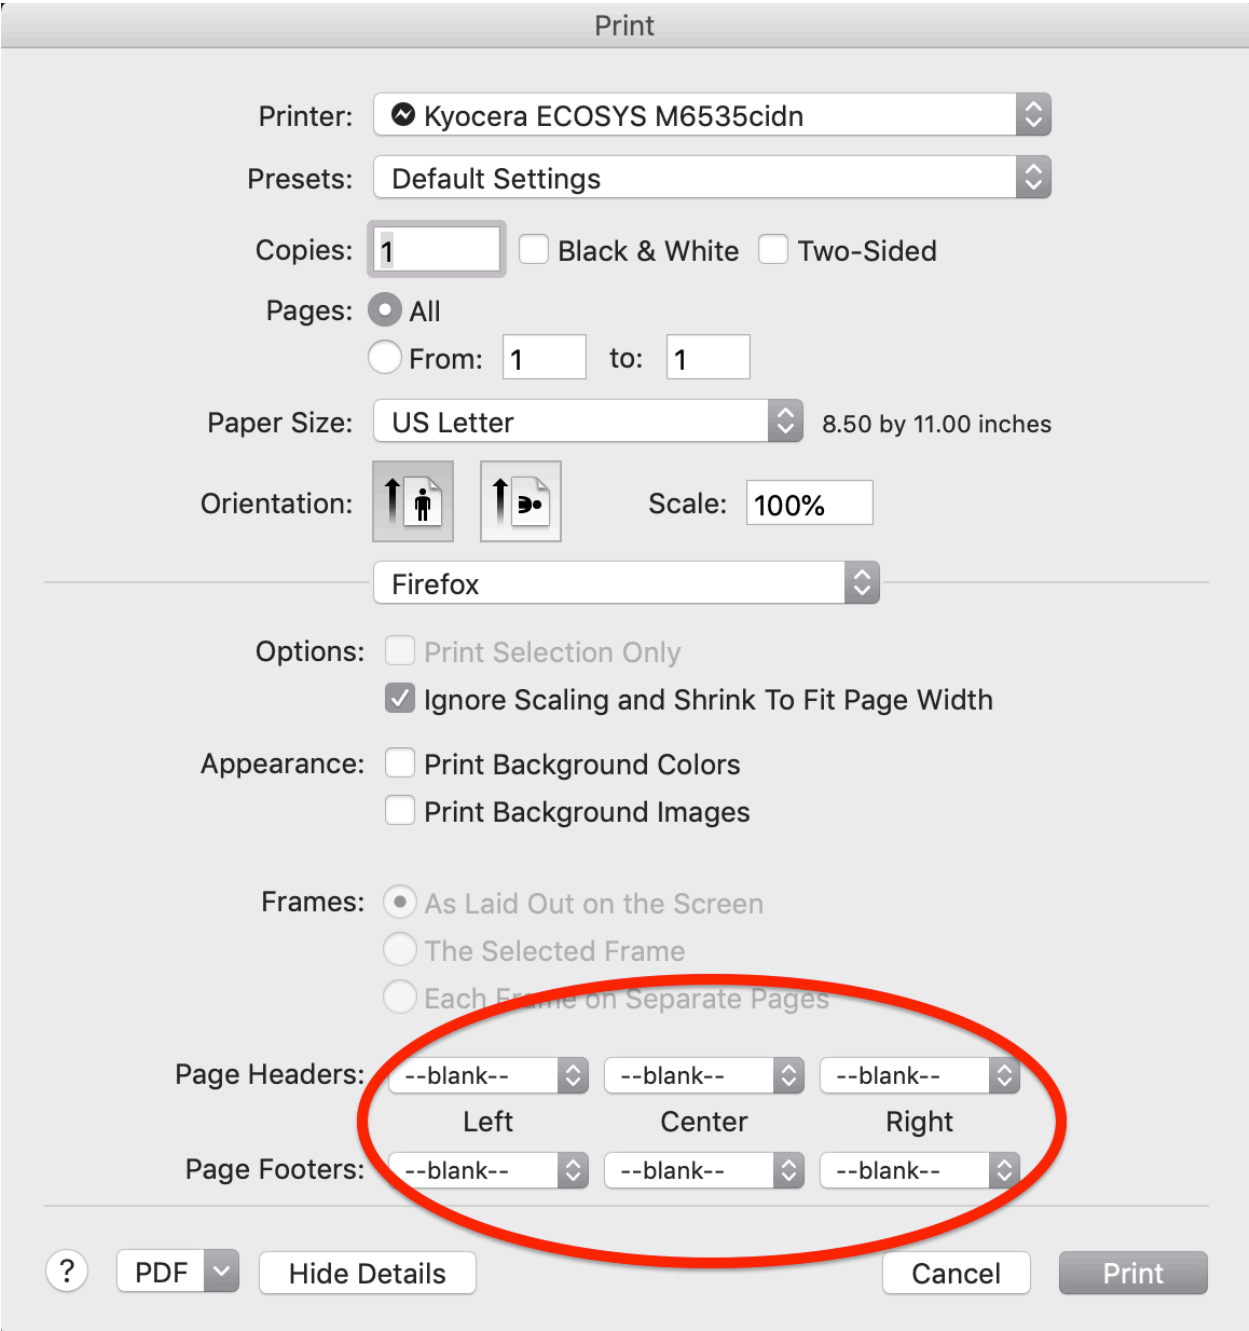 Print
Printer: Kyocera ECOSYS M6535cidn
Presets: Default Settings
Copies: 1 Black & White Two-Sided
Pages: All
From: 1 to: 1
Paper Size: US Letter 8.50 by 11.00 inches
Orientation: Scale: 100%
Firefox
Options: Print Selection Only
Ignore Scaling and Shrink To Fit Page Width
Appearance: Print Background Colors
Print Background Images
Frames: As Laid Out on the Screen
The Selected Frame
Each Frame on Separate Pages
Page Headers: --blank-- --blank-- --blank--
Left Center Right
Page Footers: --blank-- --blank-- --blank--
? PDF Hide Details Cancel Print